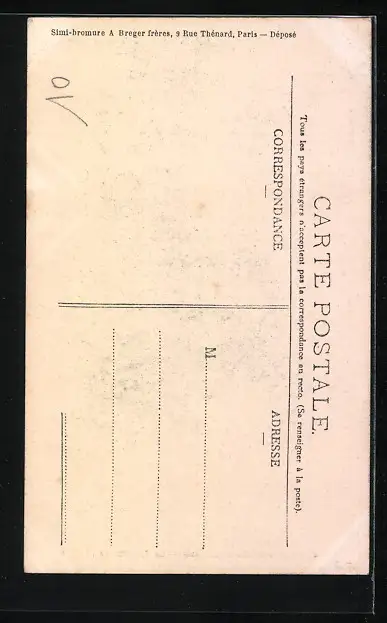 Simi-bromure A Breger frères, 9 Rue Thénard, Paris — Déposé
CARTE POSTALE.
Tous les pays étrangers n'acceptent pas la correspondance au recto. (Se renseigner à la poste).
CORRESPONDANCE
ADRESSE
M